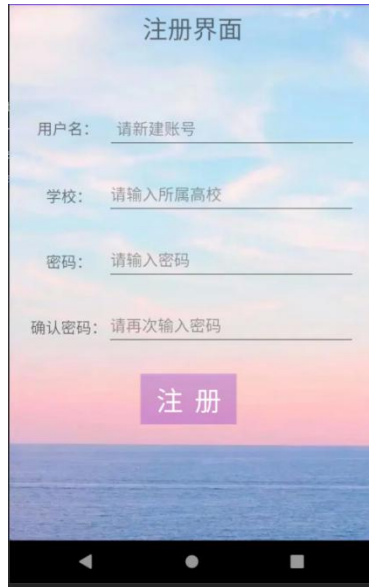 注册界面
用户名： 请新建账号
学校： 请输入所属高校
密码： 请输入密码
确认密码： 请再次输入密码
注 册